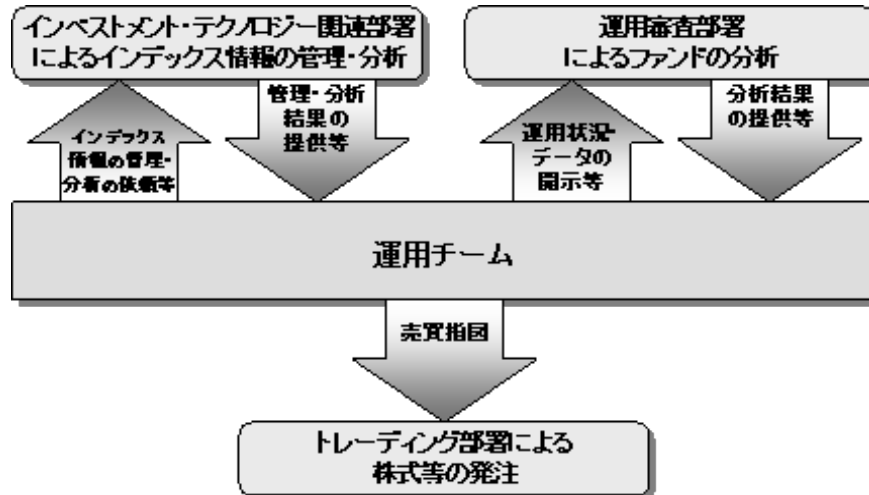 インベストメント・テクノロジー関連部署
によるインデックス情報の管理・分析
運用審査部署
によるファンドの分析
インデックス
情報の管理・
分析の依頼等
管理・分析
結果の
提供等
運用状況・
データの
開示等
分析結果
の提供等
運用チーム
売買指図
トレーディング部署による
株式等の発注